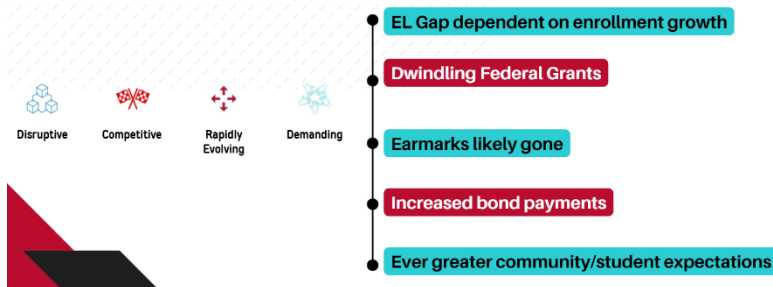 Disruptive
Competitive
Rapidly
Evolving
Demanding
EL Gap dependent on enrollment growth
Dwindling Federal Grants
Earmarks likely gone
Increased bond payments
Ever greater community/student expectations